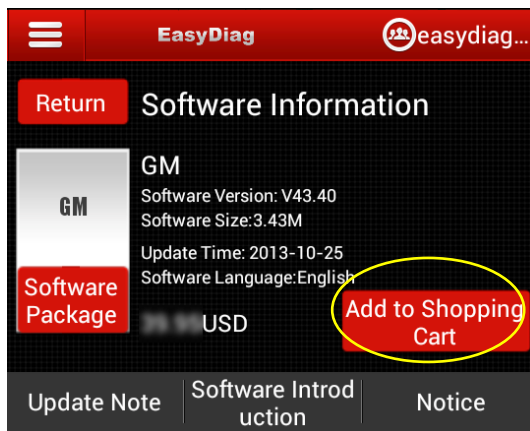 EasyDiag
easydiag...
Return
Software Information
GM
GM
Software Version: V43.40
Software Size:3.43M
Update Time: 2013-10-25
Software Language:English
Software
Package
USD
Add to Shopping
Cart
Update Note
Software Introd
uction
Notice